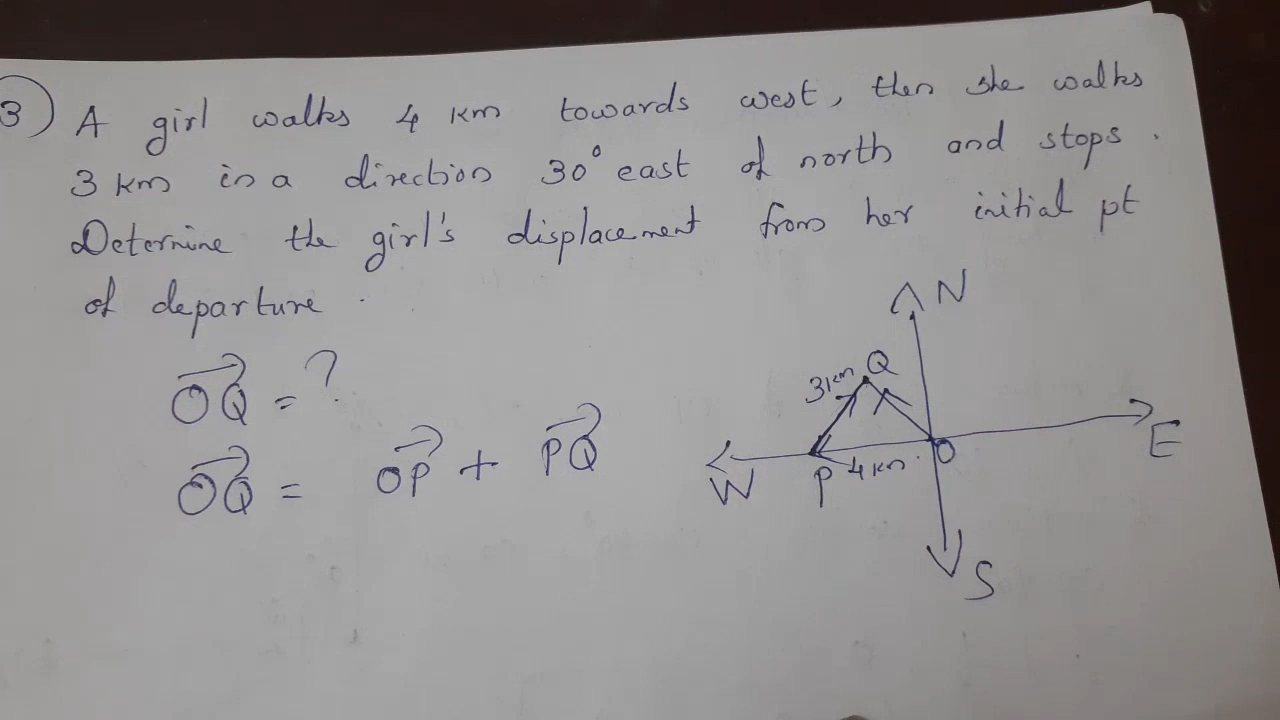 3) A girl walks 4 km towards west, then she walks
3 km in a direction 30° east of north and stops.
Determine the girl's displacement from her initial pt
of departure.
N
OQ = ?
3km Q
OQ = OP + PQ
E
W P 4km O
S